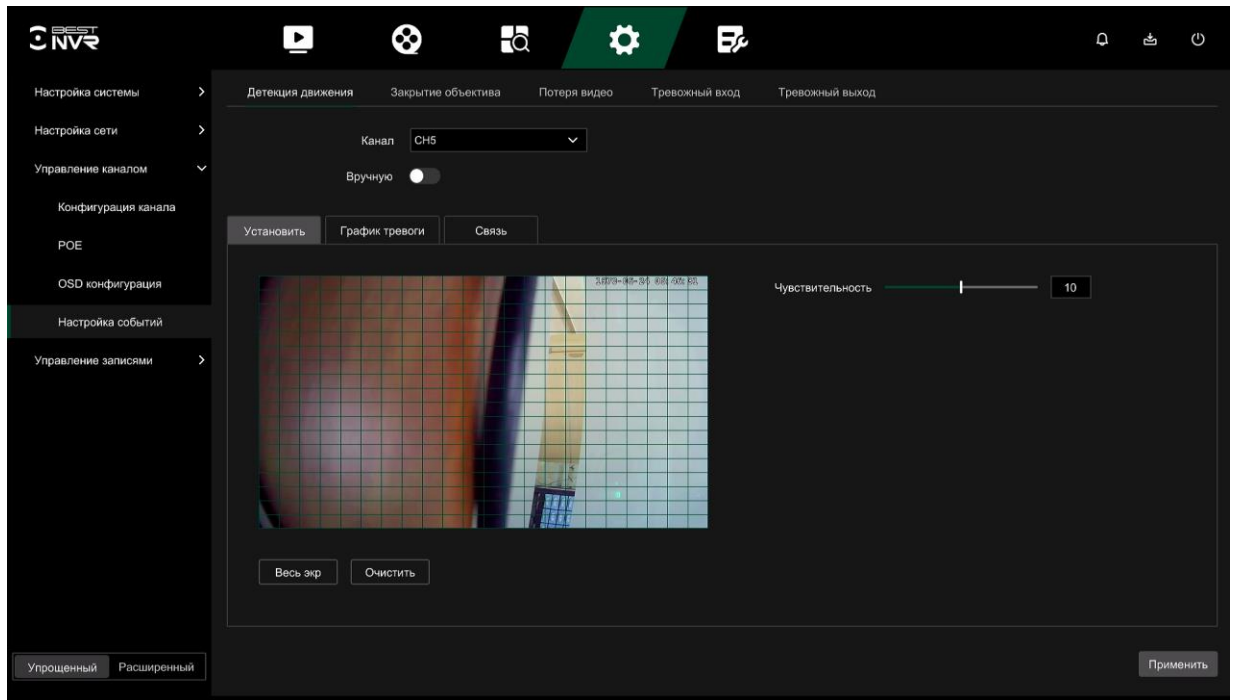 BEST
NVR
Настройка системы
Настройка сети
Управление каналом
Конфигурация канала
POE
OSD конфигурация
Настройка событий
Управление записями
Упрощенный Расширенный
Детекция движения Закрытие объектива Потеря видео Тревожный вход Тревожный выход
Канал CH5
Вручную
Установить График тревоги Связь
Чувствительность 10
Весь экр Очистить
Применить